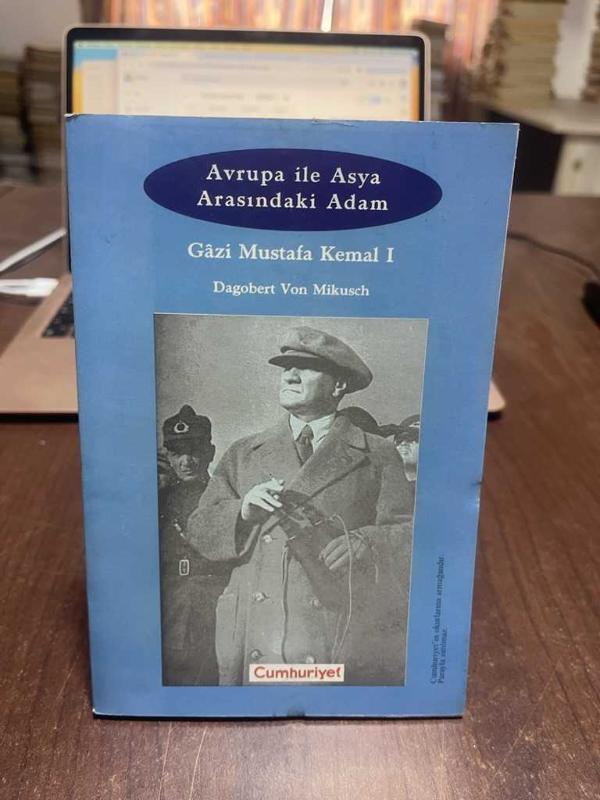 Avrupa ile Asya
Arasındaki Adam
Gâzi Mustafa Kemal I
Dagobert Von Mikusch
Cumhuriyet
Cumhuriyet'in okurlarına armağanıdır.
Parayla satılmaz.